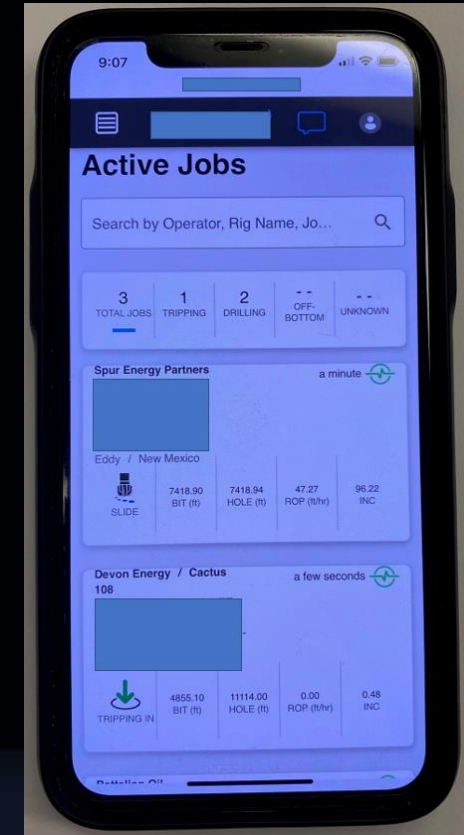 9:07
Active Jobs
Search by Operator, Rig Name, Jo...
3 1 2 -- --
TOTAL JOBS TRIPPING DRILLING OFF-BOTTOM UNKNOWN
Spur Energy Partners a minute
Eddy / New Mexico
7418.90 7418.94 47.27 96.22
SLIDE BIT (ft) HOLE (ft) ROP (ft/hr) INC
Devon Energy / Cactus a few seconds
108
4855.10 11114.00 0.00 0.48
TRIPPING IN BIT (ft) HOLE (ft) ROP (ft/hr) INC